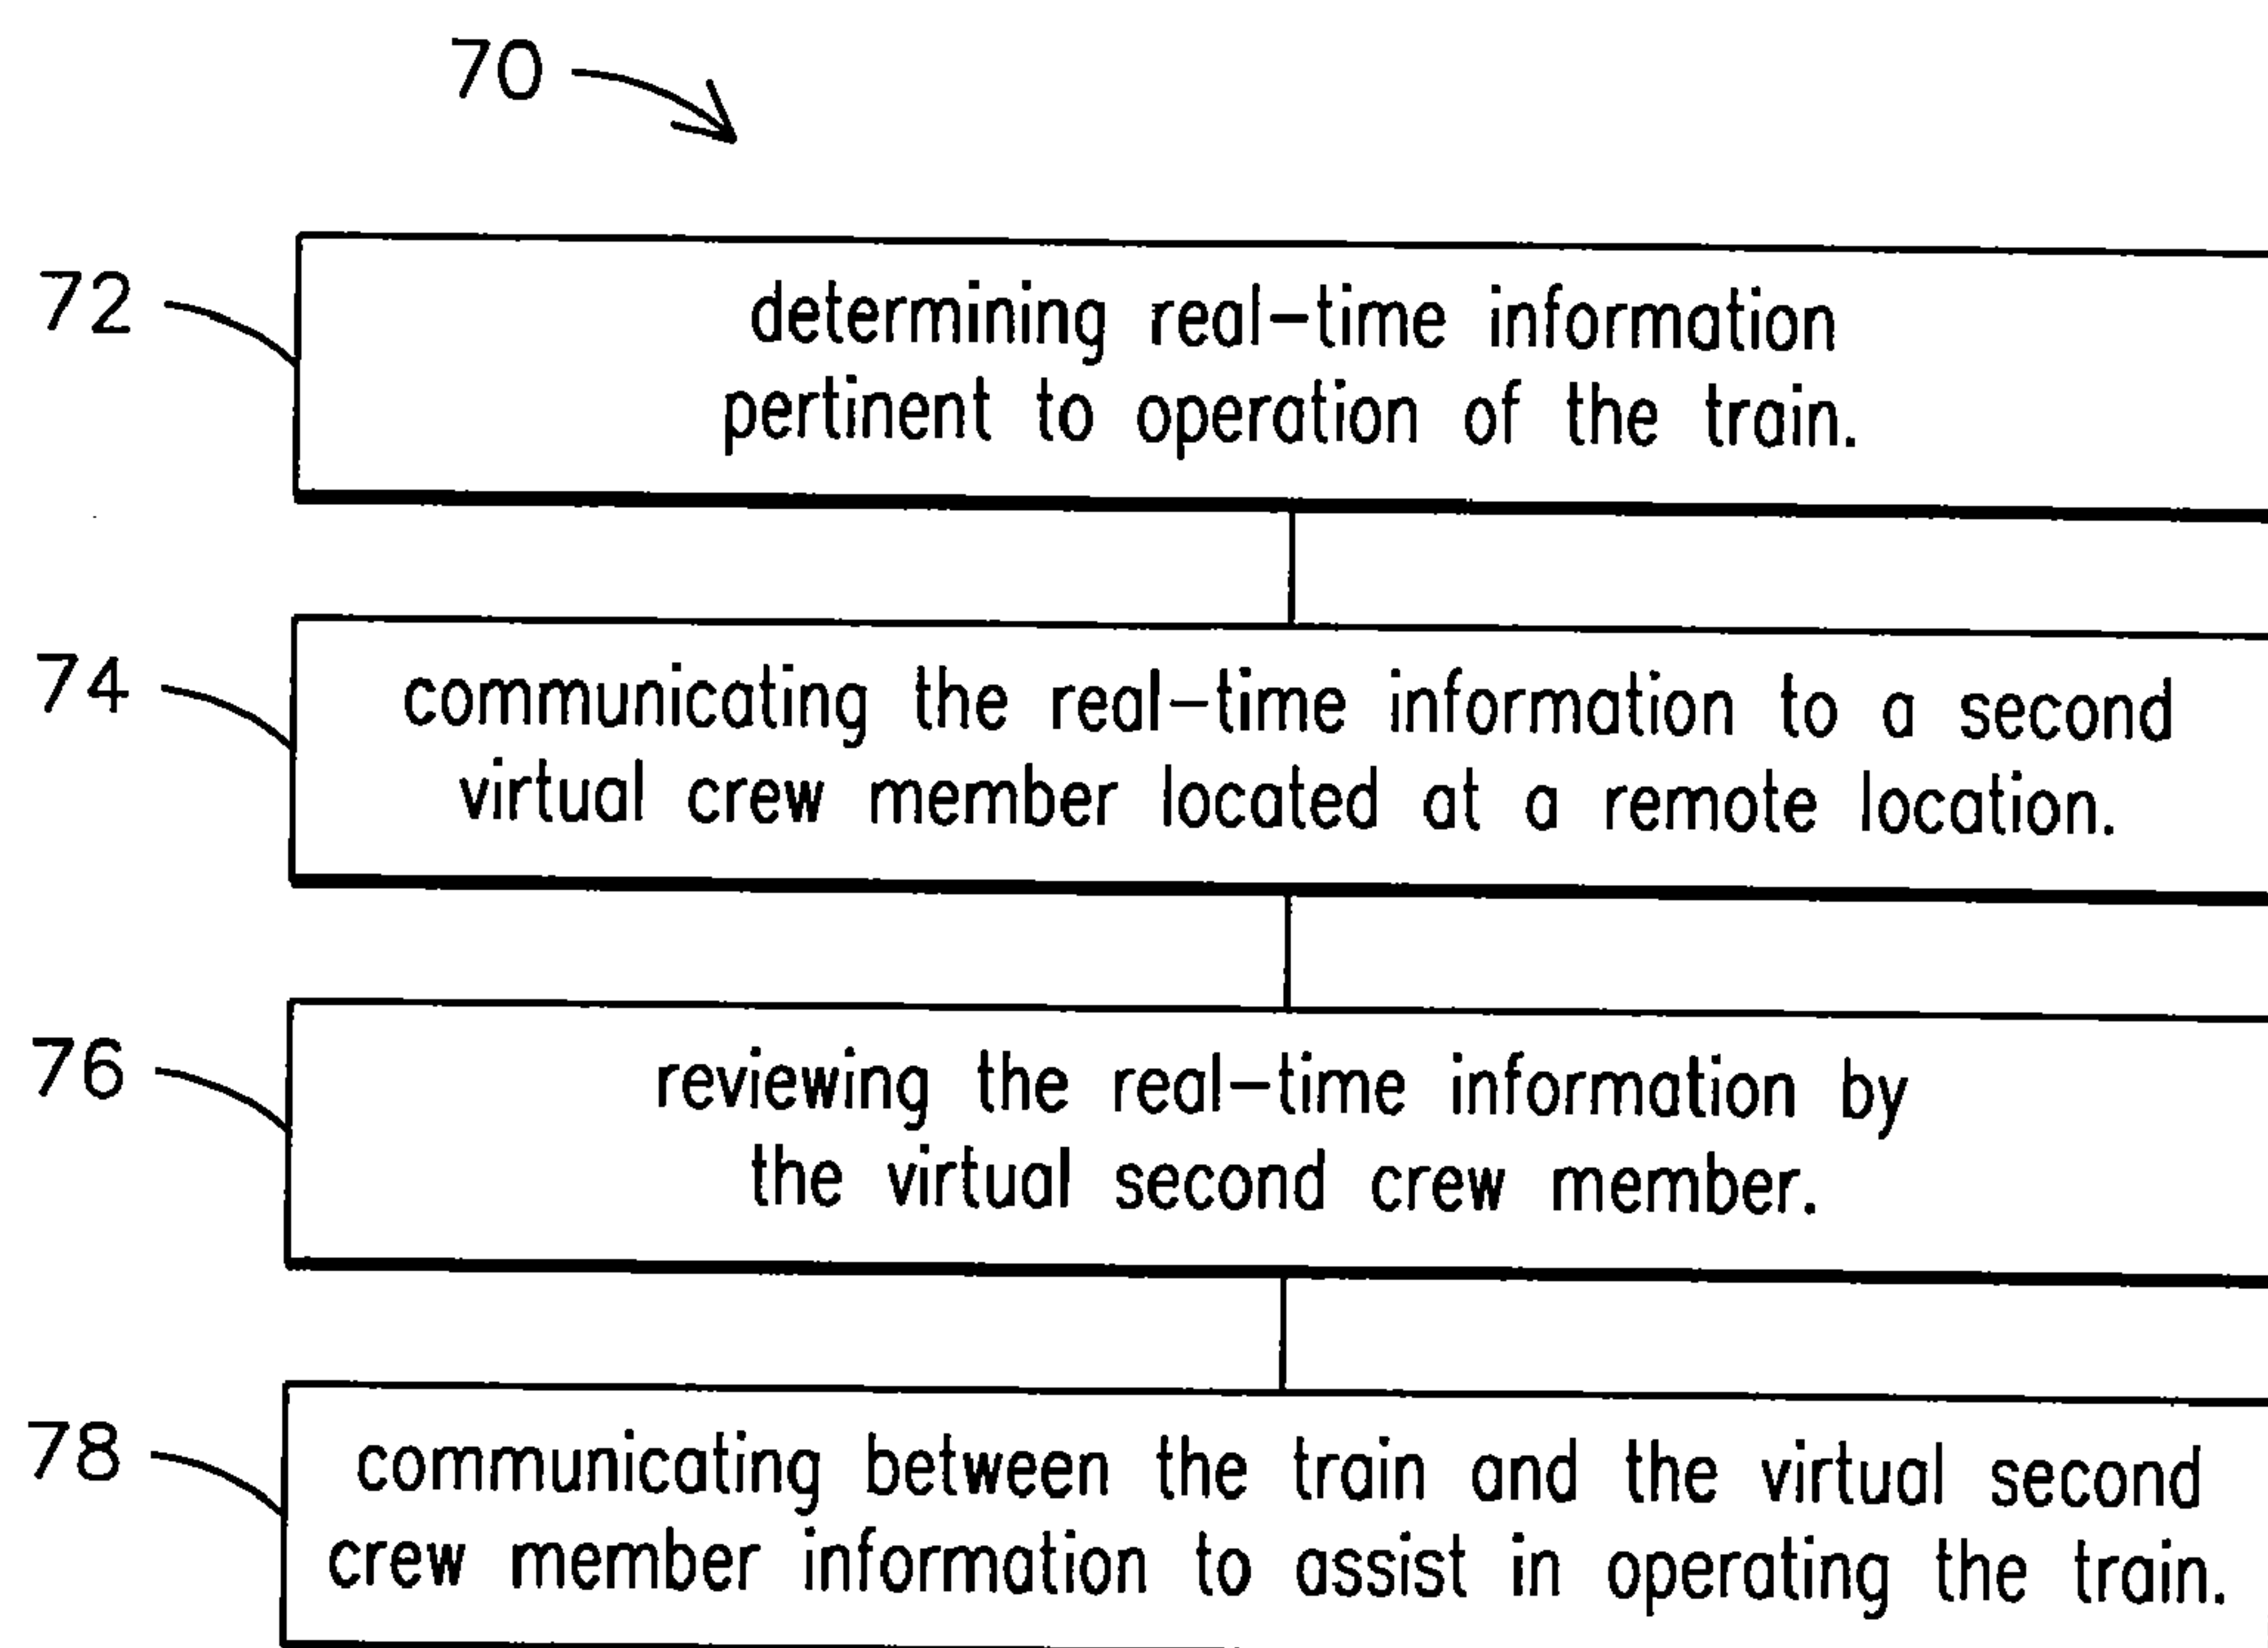 70
72
determining real-time information
pertinent to operation of the train.
74
communicating the real-time information to a second
virtual crew member located at a remote location.
76
reviewing the real-time information by
the virtual second crew member.
78
communicating between the train and the virtual second
crew member information to assist in operating the train.